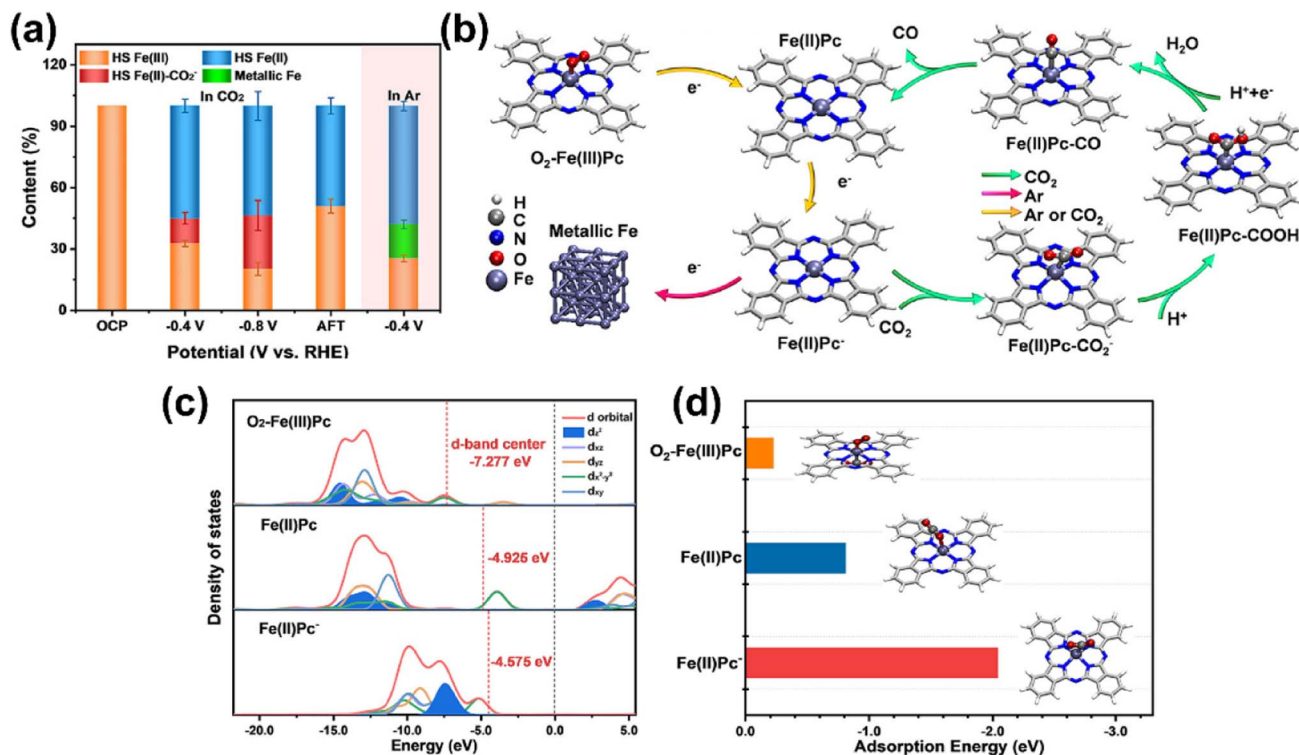 (a)
HS Fe(III) HS Fe(II)
HS Fe(II)-CO₂⁻ Metallic Fe
In CO₂ In Ar
120
90
60
30
0
Content (%)
OCP -0.4 V -0.8 V AFT -0.4 V
Potential (V vs. RHE)
(b)
O₂-Fe(III)Pc
e⁻
Fe(II)Pc
CO
Fe(II)Pc-CO
H₂O
H⁺+e⁻
Fe(II)Pc-COOH
e⁻
CO₂
Ar
Ar or CO₂
H
C
N
O
Fe
Metallic Fe
e⁻
Fe(II)Pc⁻
CO₂
Fe(II)Pc-CO₂⁻
H⁺
(c)
O₂-Fe(III)Pc
d-band center
-7.277 eV
d orbital
dz²
dxz
dyz
dx²-y²
dxy
Fe(II)Pc
-4.925 eV
Fe(II)Pc⁻
-4.575 eV
Density of states
-20.0 -15.0 -10.0 -5.0 0.0 5.0
Energy (eV)
(d)
O₂-Fe(III)Pc
Fe(II)Pc
Fe(II)Pc⁻
0.0 -1.0 -2.0 -3.0
Adsorption Energy (eV)